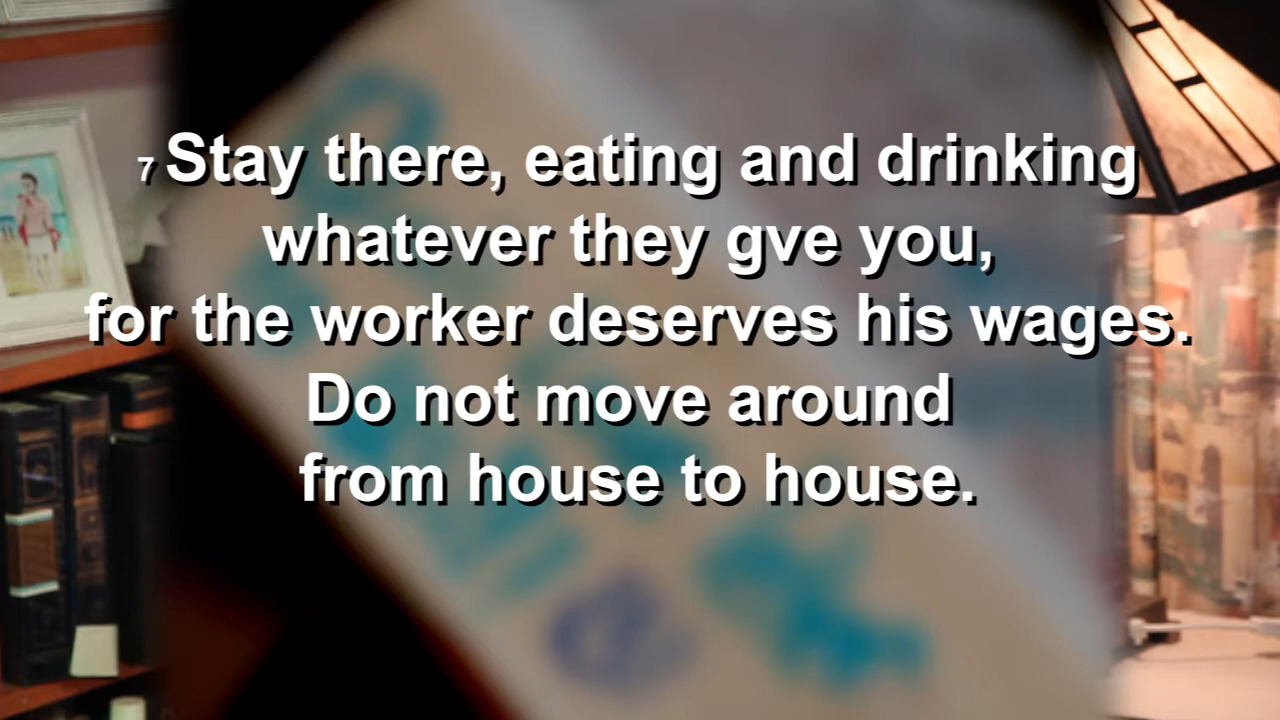 7 Stay there, eating and drinking
whatever they gve you,
for the worker deserves his wages.
Do not move around
from house to house.